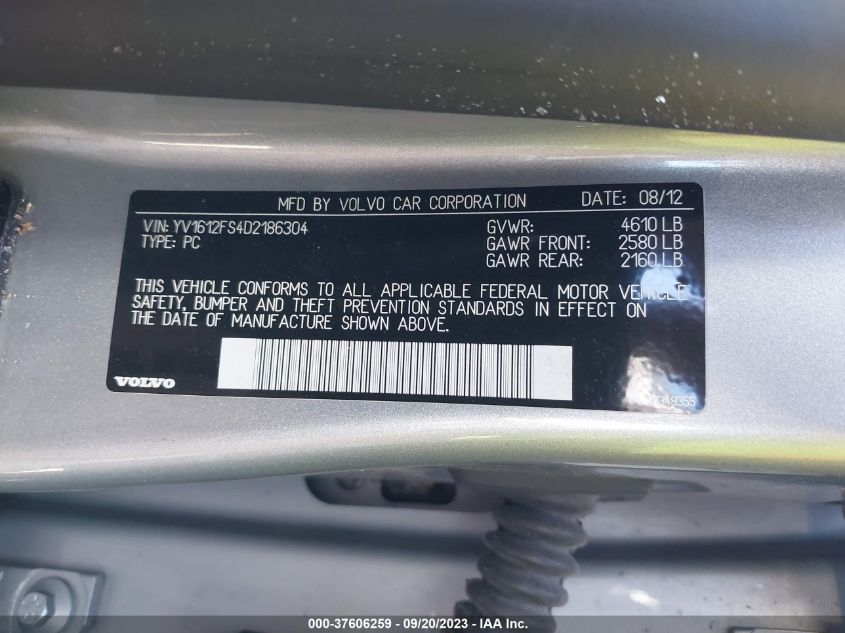 MFD BY VOLVO CAR CORPORATION DATE: 08/12
VIN: YV1612FS4D2186304 GVWR: 4610 LB
TYPE: PC GAWR FRONT: 2580 LB
GAWR REAR: 2160 LB
THIS VEHICLE CONFORMS TO ALL APPLICABLE FEDERAL MOTOR VEHICLE
SAFETY, BUMPER AND THEFT PREVENTION STANDARDS IN EFFECT ON
THE DATE OF MANUFACTURE SHOWN ABOVE.
VOLVO
000-37606259 - 09/20/2023 - IAA Inc.